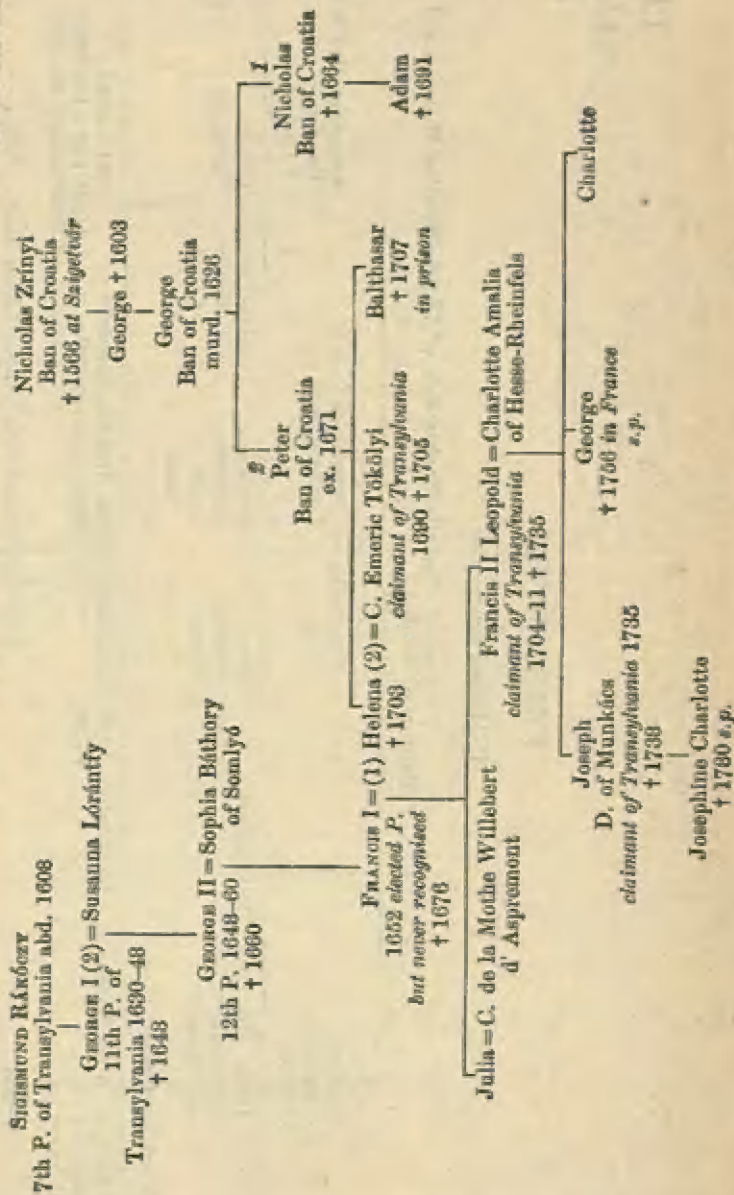 SIGISMUND RÁKÓCZY
7th P. of Transylvania abd. 1608
GEORGE I (2) = Susanna Lórántfy
11th P. of
Transylvania 1630–48
† 1648
GEORGE II = Sophia Báthory
of Somlyó
12th P. 1648–60
† 1660
Nicholas Zrínyi
Ban of Croatia
† 1566 at Szigetvár
George † 1603
George
Ban of Croatia
murd. 1626
2
Peter
Ban of Croatia
ex. 1671
1
Nicholas
Ban of Croatia
† 1664
Adam
† 1691
FRANCIS I = (1) Helena (2) = C. Emeric Tökölyi
1652 elected P.
but never recognised
† 1676
† 1703
claimant of Transylvania
1690 † 1705
Balthasar
† 1707
in prison
Julia = C. de la Mothe Willebert
d' Aspremont
Francis II Leopold = Charlotte Amalia
of Hesse-Rheinfels
claimant of Transylvania
1704–11 † 1735
Joseph
D. of Munkács
claimant of Transylvania 1735
† 1738
George
† 1756 in France
s.p.
Charlotte
Josephine Charlotte
† 1780 s.p.